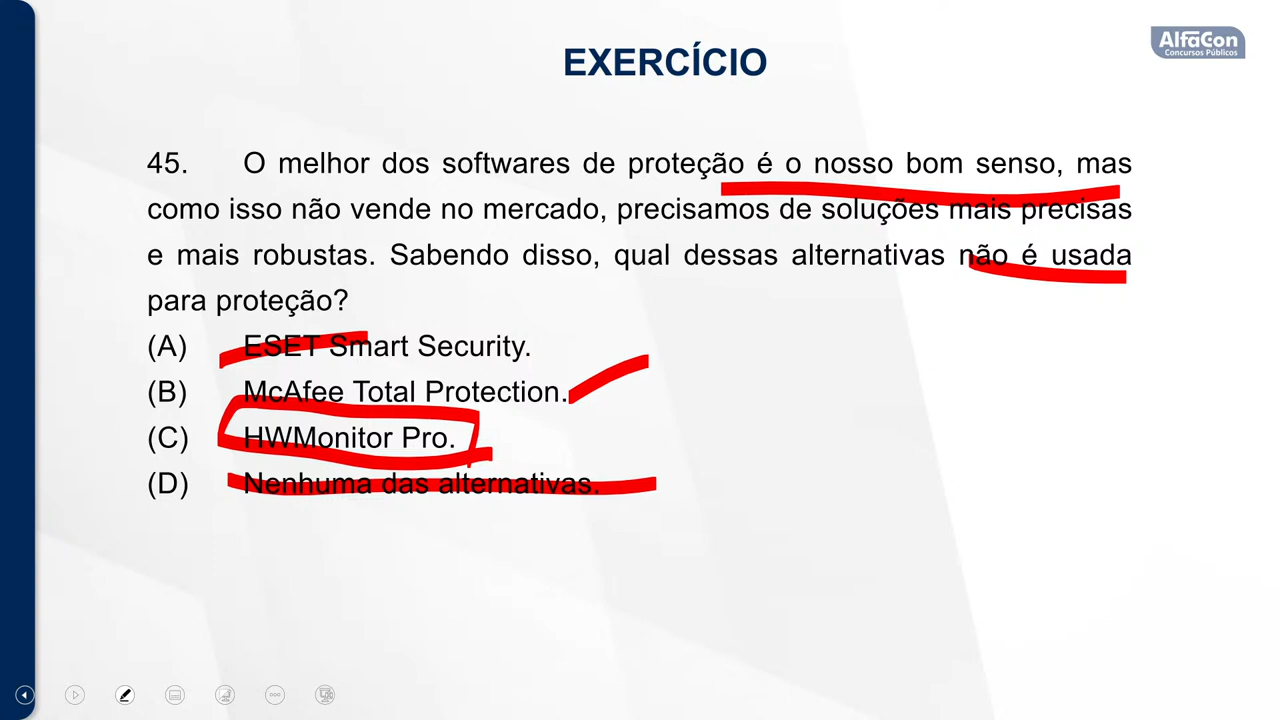 AlfaCon
Concursos Públicos
EXERCÍCIO
45. O melhor dos softwares de proteção é o nosso bom senso, mas
como isso não vende no mercado, precisamos de soluções mais precisas
e mais robustas. Sabendo disso, qual dessas alternativas não é usada
para proteção?
(A) ESET Smart Security.
(B) McAfee Total Protection.
(C) HWMonitor Pro.
(D) Nenhuma das alternativas.